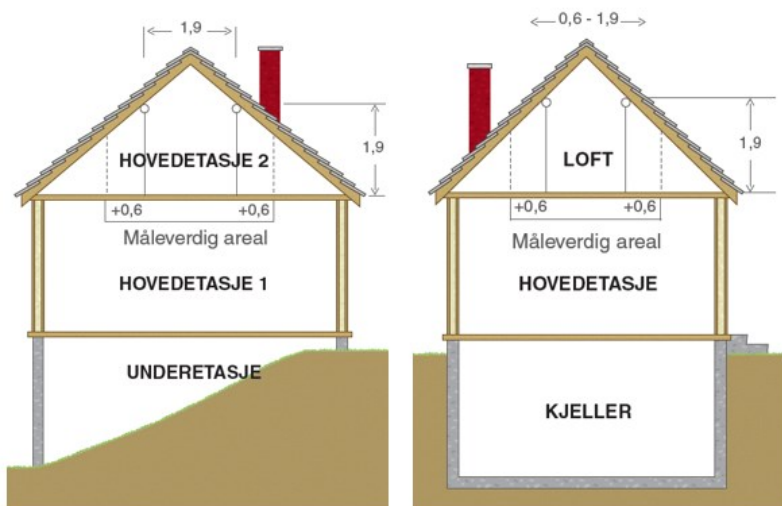 1,9
1,9
HOVEDETASJE 2
+0,6 +0,6
Måleverdig areal
HOVEDETASJE 1
UNDERETASJE
0,6 - 1,9
1,9
LOFT
+0,6 +0,6
Måleverdig areal
HOVEDETASJE
KJELLER